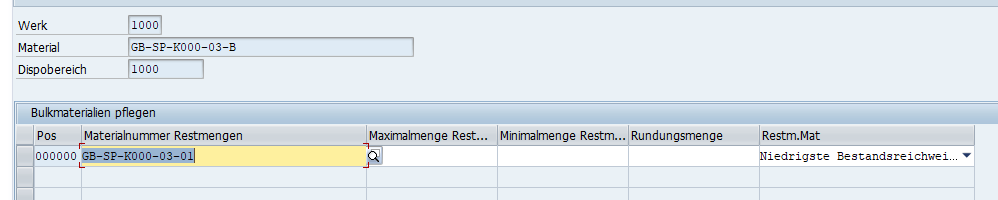 Werk 1000
Material GB-SP-K000-03-B
Dispobereich 1000
Bulkmaterialien pflegen
Pos Materialnummer Restmengen Maximalmenge Rest... Minimalmenge Restm... Rundungsmenge Restm.Mat
000000 GB-SP-K000-03-01 Niedrigste Bestandsreichwei...